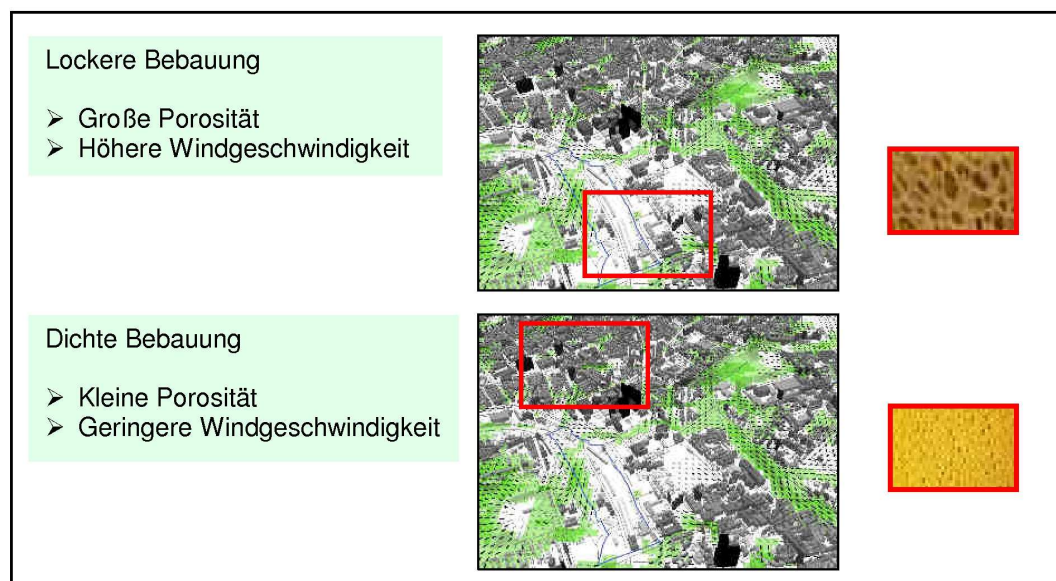 Lockere Bebauung
➢ Große Porosität
➢ Höhere Windgeschwindigkeit
Dichte Bebauung
➢ Kleine Porosität
➢ Geringere Windgeschwindigkeit